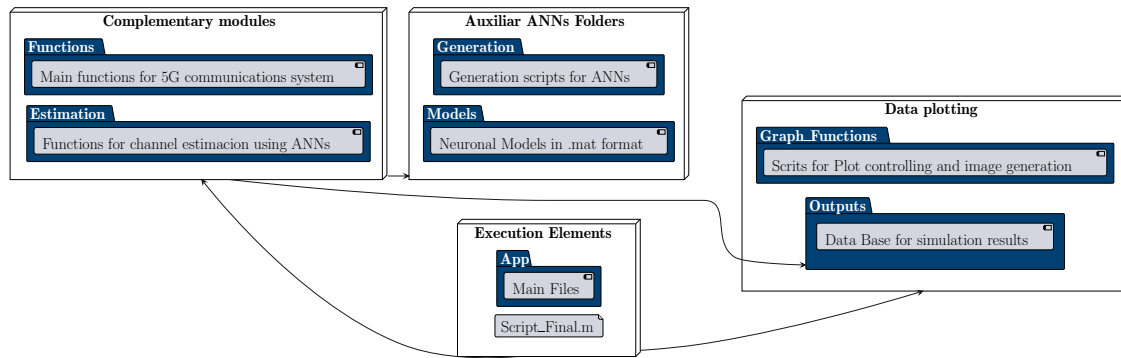 Complementary modules
Functions
Main functions for 5G communications system
Estimation
Functions for channel estimacion using ANNs
Auxiliar ANNs Folders
Generation
Generation scripts for ANNs
Models
Neuronal Models in .mat format
Data plotting
Graph_Functions
Scrits for Plot controlling and image generation
Outputs
Data Base for simulation results
Execution Elements
App
Main Files
Script_Final.m